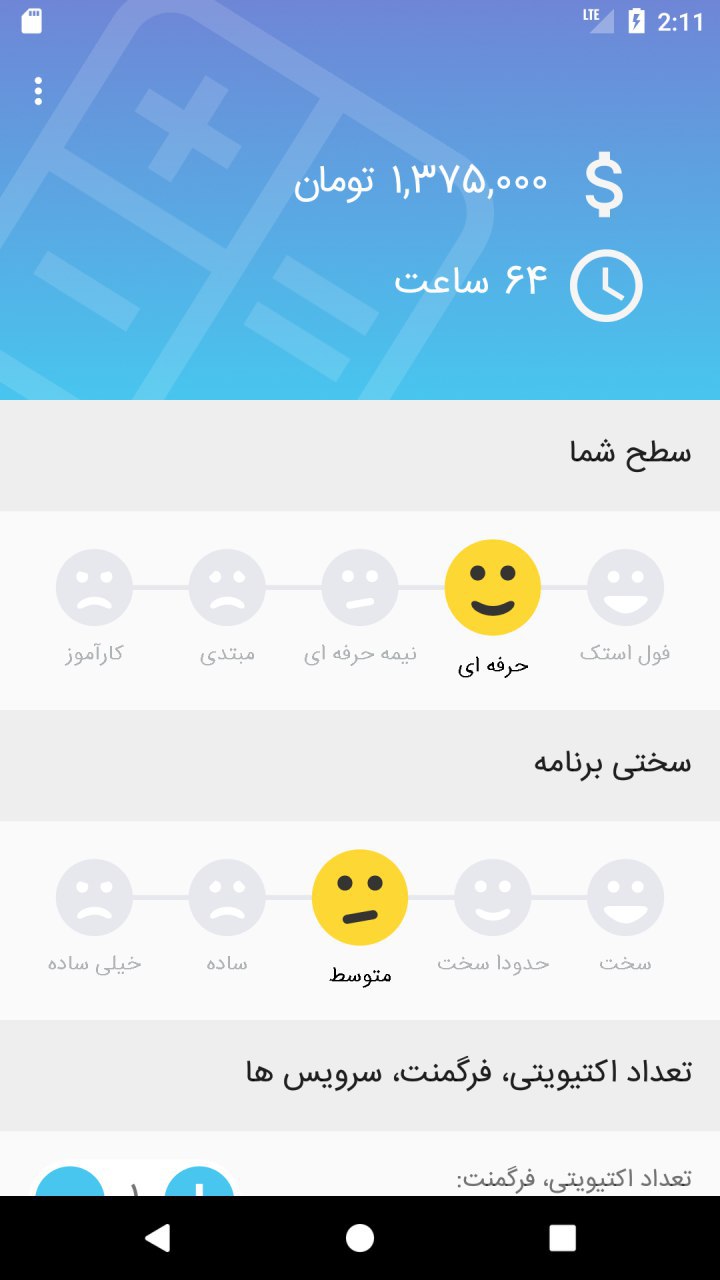 LTE 2:11
۱,۳۷۵,۰۰۰ تومان
۶۴ ساعت
سطح شما
فول استک حرفه ای نیمه حرفه ای مبتدی کارآموز
سختی برنامه
سخت حدودا سخت متوسط ساده خیلی ساده
تعداد اکتیویتی، فرگمنت، سرویس ها
تعداد اکتیویتی، فرگمنت: + ۱